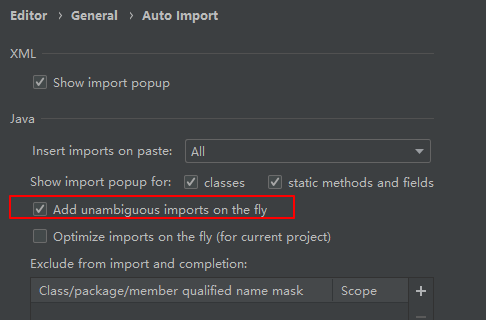 Editor > General > Auto Import
XML
Show import popup
Java
Insert imports on paste: All
Show import popup for: classes static methods and fields
Add unambiguous imports on the fly
Optimize imports on the fly (for current project)
Exclude from import and completion:
Class/package/member qualified name mask Scope +